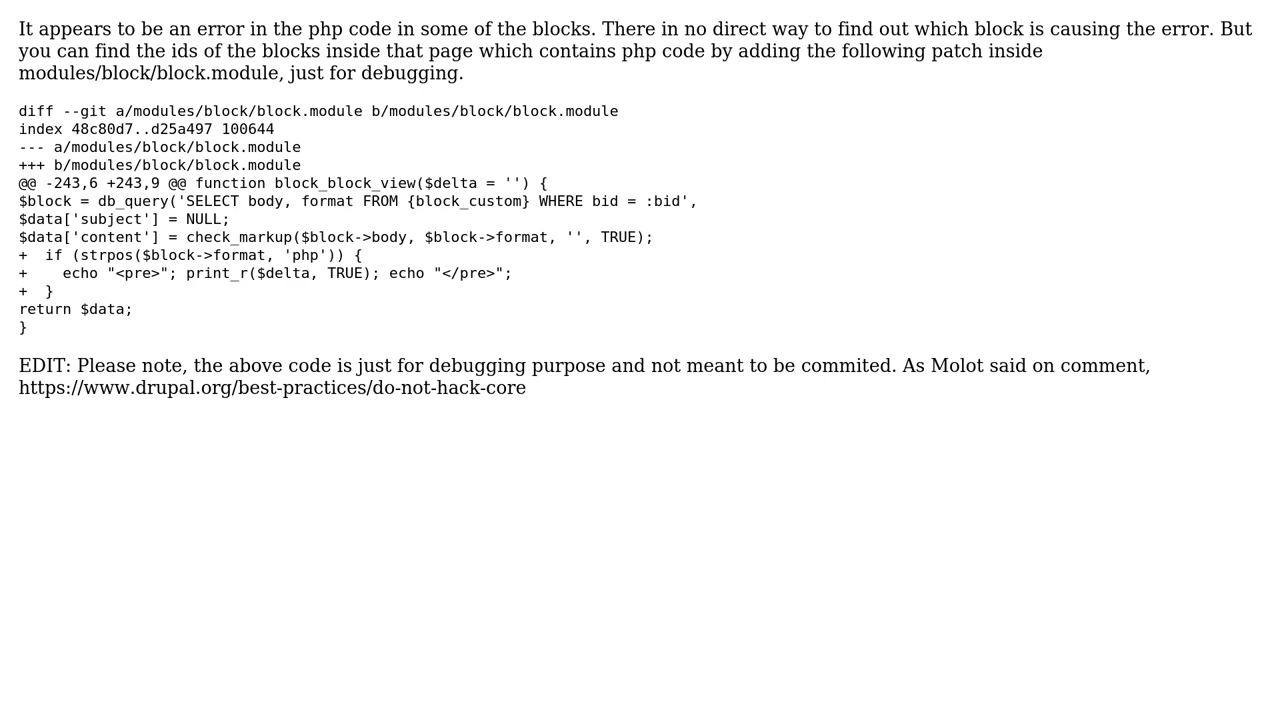 It appears to be an error in the php code in some of the blocks. There in no direct way to find out which block is causing the error. But
you can find the ids of the blocks inside that page which contains php code by adding the following patch inside
modules/block/block.module, just for debugging.
diff --git a/modules/block/block.module b/modules/block/block.module
index 48c80d7..d25a497 100644
--- a/modules/block/block.module
+++ b/modules/block/block.module
@@ -243,6 +243,9 @@ function block_block_view($delta = '') {
$block = db_query('SELECT body, format FROM {block_custom} WHERE bid = :bid',
$data['subject'] = NULL;
$data['content'] = check_markup($block->body, $block->format, '', TRUE);
+  if (strpos($block->format, 'php')) {
+    echo "<pre>"; print_r($delta, TRUE); echo "</pre>";
+  }
return $data;
}
EDIT: Please note, the above code is just for debugging purpose and not meant to be commited. As Molot said on comment,
https://www.drupal.org/best-practices/do-not-hack-core